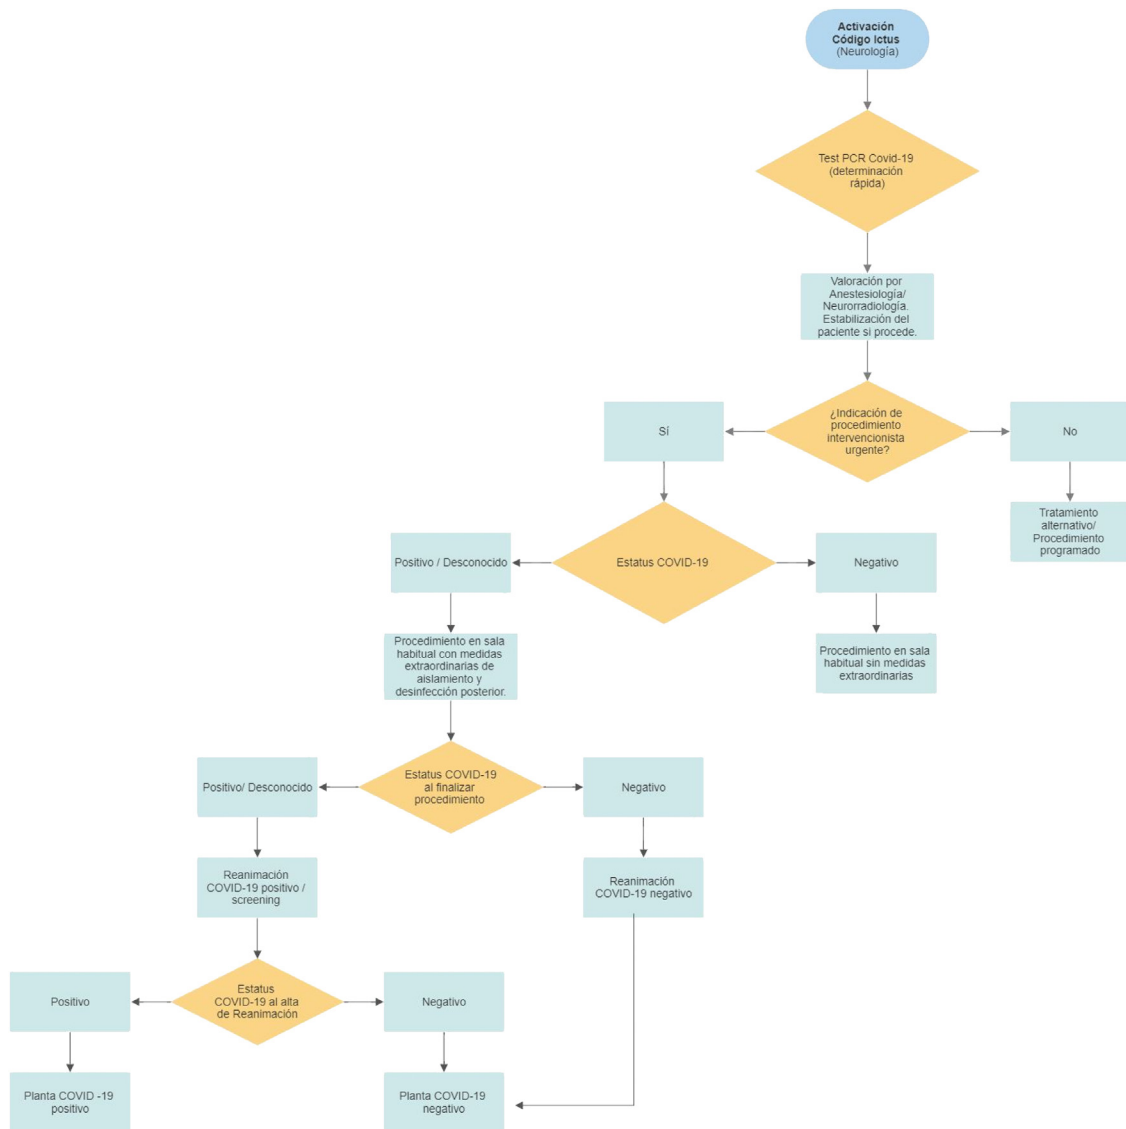 Activación
Código Ictus
(Neurología)
Test PCR Covid-19
(determinación
rápida)
Valoración por
Anestesiología/
Neurorradiología.
Estabilización del
paciente si procede.
¿Indicación de
procedimiento
intervencionista
urgente?
Sí
No
Tratamiento
alternativo/
Procedimiento
programado
Estatus COVID-19
Positivo / Desconocido
Negativo
Procedimiento en sala
habitual con medidas
extraordinarias de
aislamiento y
desinfección posterior.
Procedimiento en sala
habitual sin medidas
extraordinarias
Estatus COVID-19
al finalizar
procedimiento
Positivo/ Desconocido
Negativo
Reanimación
COVID-19 positivo /
screening
Reanimación
COVID-19 negativo
Estatus
COVID-19 al alta
de Reanimación
Positivo
Negativo
Planta COVID -19
positivo
Planta COVID-19
negativo